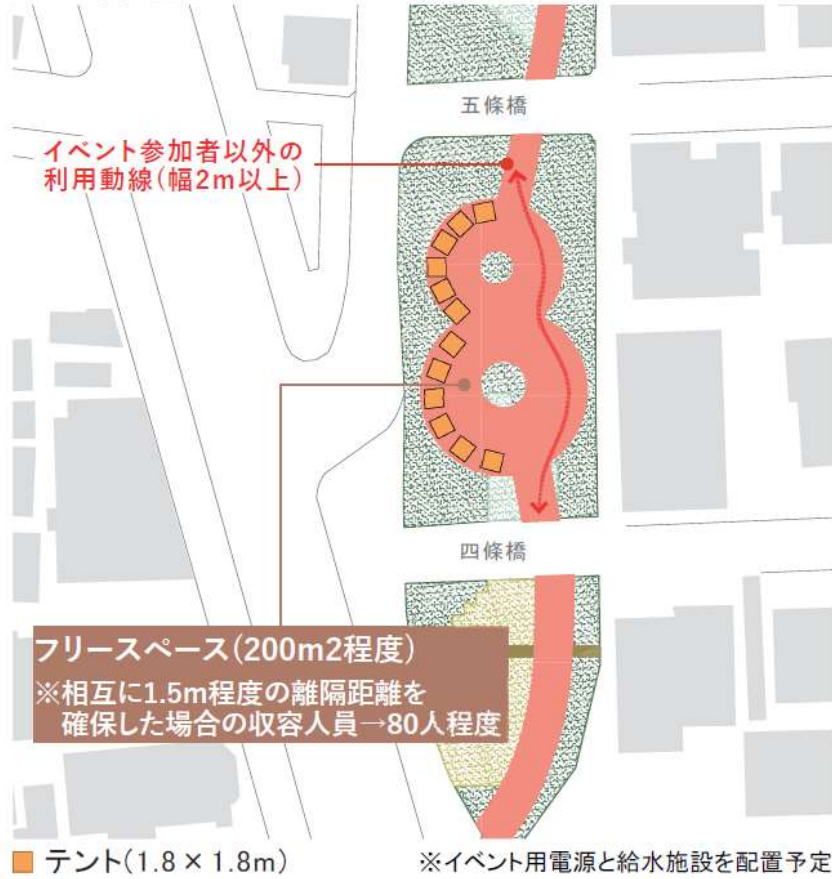 五條橋
イベント参加者以外の
利用動線(幅2m以上)
四條橋
フリースペース(200m2程度)
※相互に1.5m程度の離隔距離を
確保した場合の収容人員→80人程度
テント(1.8×1.8m)
※イベント用電源と給水施設を配置予定